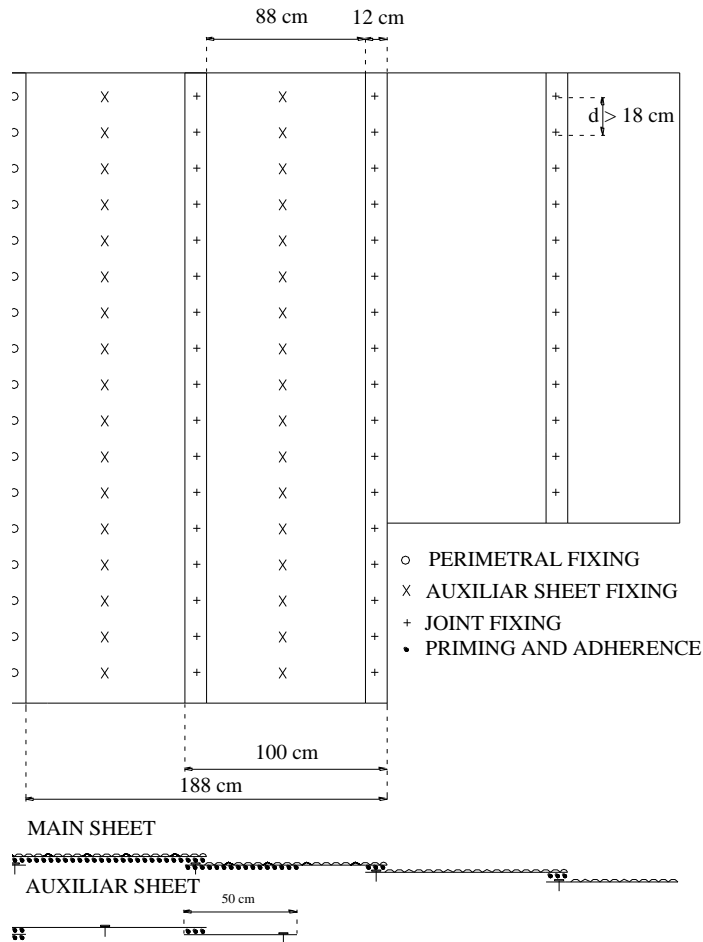 88 cm
12 cm
d > 18 cm
PERIMETRAL FIXING
AUXILIAR SHEET FIXING
JOINT FIXING
PRIMING AND ADHERENCE
100 cm
188 cm
MAIN SHEET
AUXILIAR SHEET
50 cm